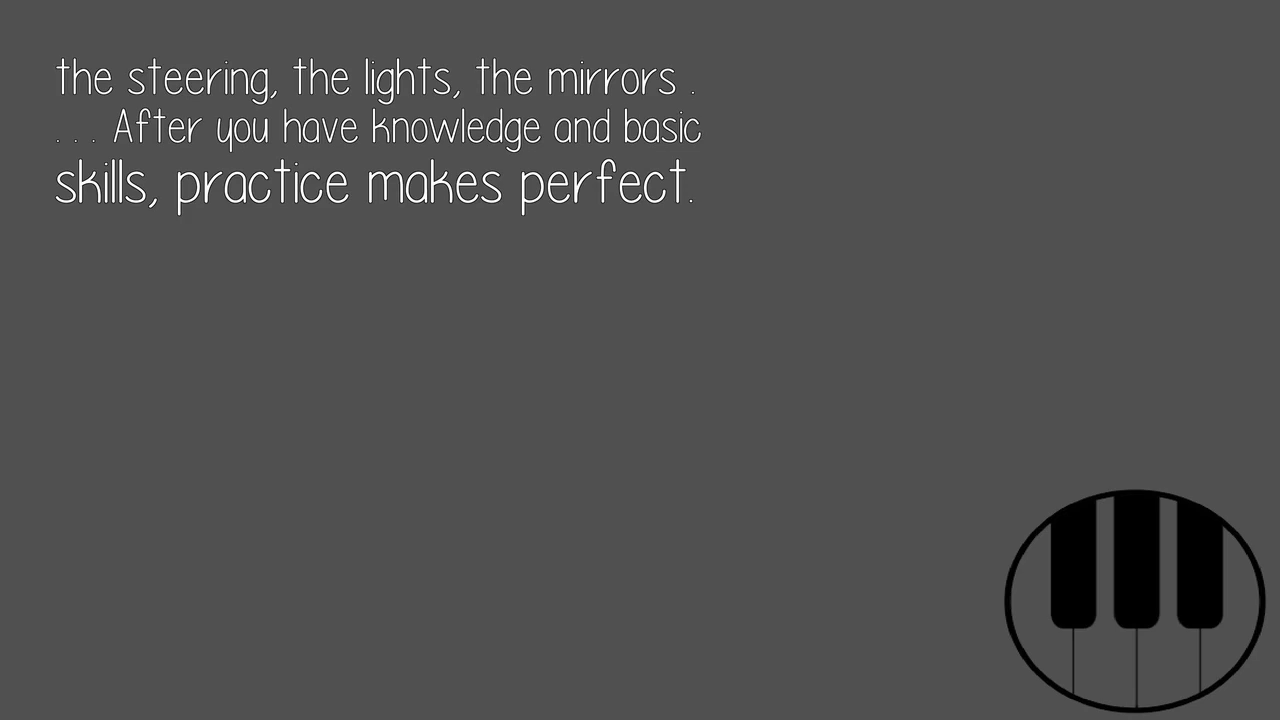 the steering, the lights, the mirrors .
. . . After you have knowledge and basic
skills, practice makes perfect.